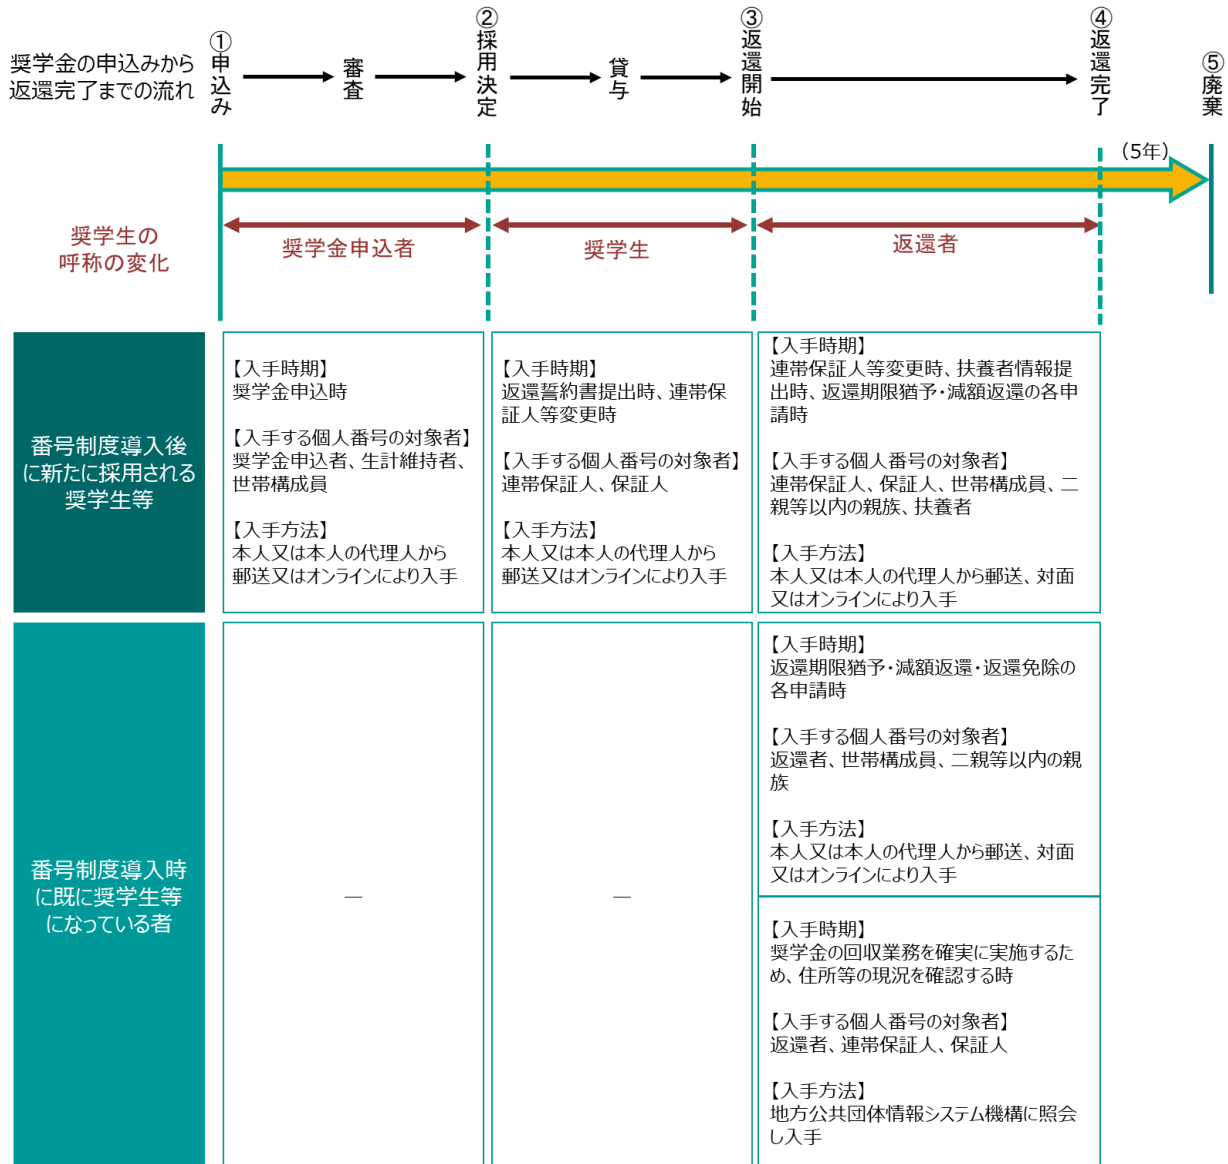 奨学金の申込みから
返還完了までの流れ
①申込み
審査
②採用決定
貸与
③返還開始
④返還完了
⑤廃棄
（5年）
奨学生の
呼称の変化
奨学金申込者
奨学生
返還者
番号制度導入後
に新たに採用される
奨学生等
【入手時期】
奨学金申込時
【入手する個人番号の対象者】
奨学金申込者、生計維持者、
世帯構成員
【入手方法】
本人又は本人の代理人から
郵送又はオンラインにより入手
【入手時期】
返還誓約書提出時、連帯保
証人等変更時
【入手する個人番号の対象者】
連帯保証人、保証人
【入手方法】
本人又は本人の代理人から
郵送又はオンラインにより入手
【入手時期】
連帯保証人等変更時、扶養者情報提
出時、返還期限猶予・減額返還の各申
請時
【入手する個人番号の対象者】
連帯保証人、保証人、世帯構成員、二
親等以内の親族、扶養者
【入手方法】
本人又は本人の代理人から郵送、対面
又はオンラインにより入手
番号制度導入時
に既に奨学生等
になっている者
―
―
【入手時期】
返還期限猶予・減額返還・返還免除の
各申請時
【入手する個人番号の対象者】
返還者、世帯構成員、二親等以内の親
族
【入手方法】
本人又は本人の代理人から郵送、対面
又はオンラインにより入手
【入手時期】
奨学金の回収業務を確実に実施するた
め、住所等の現況を確認する時
【入手する個人番号の対象者】
返還者、連帯保証人、保証人
【入手方法】
地方公共団体情報システム機構に照会
し入手